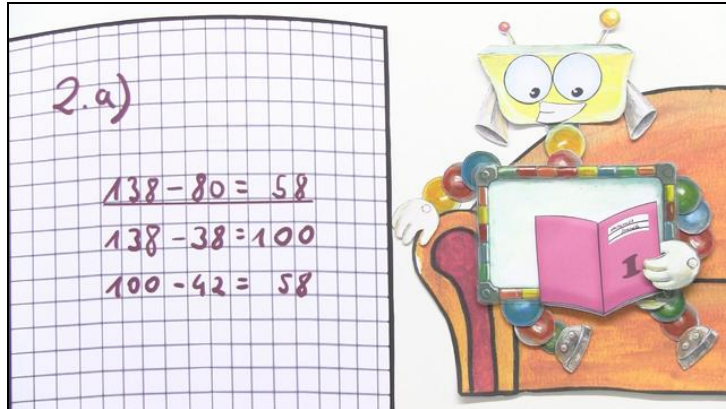 2.a)
138 - 80 = 58
138 - 38 = 100
100 - 42 = 58
1